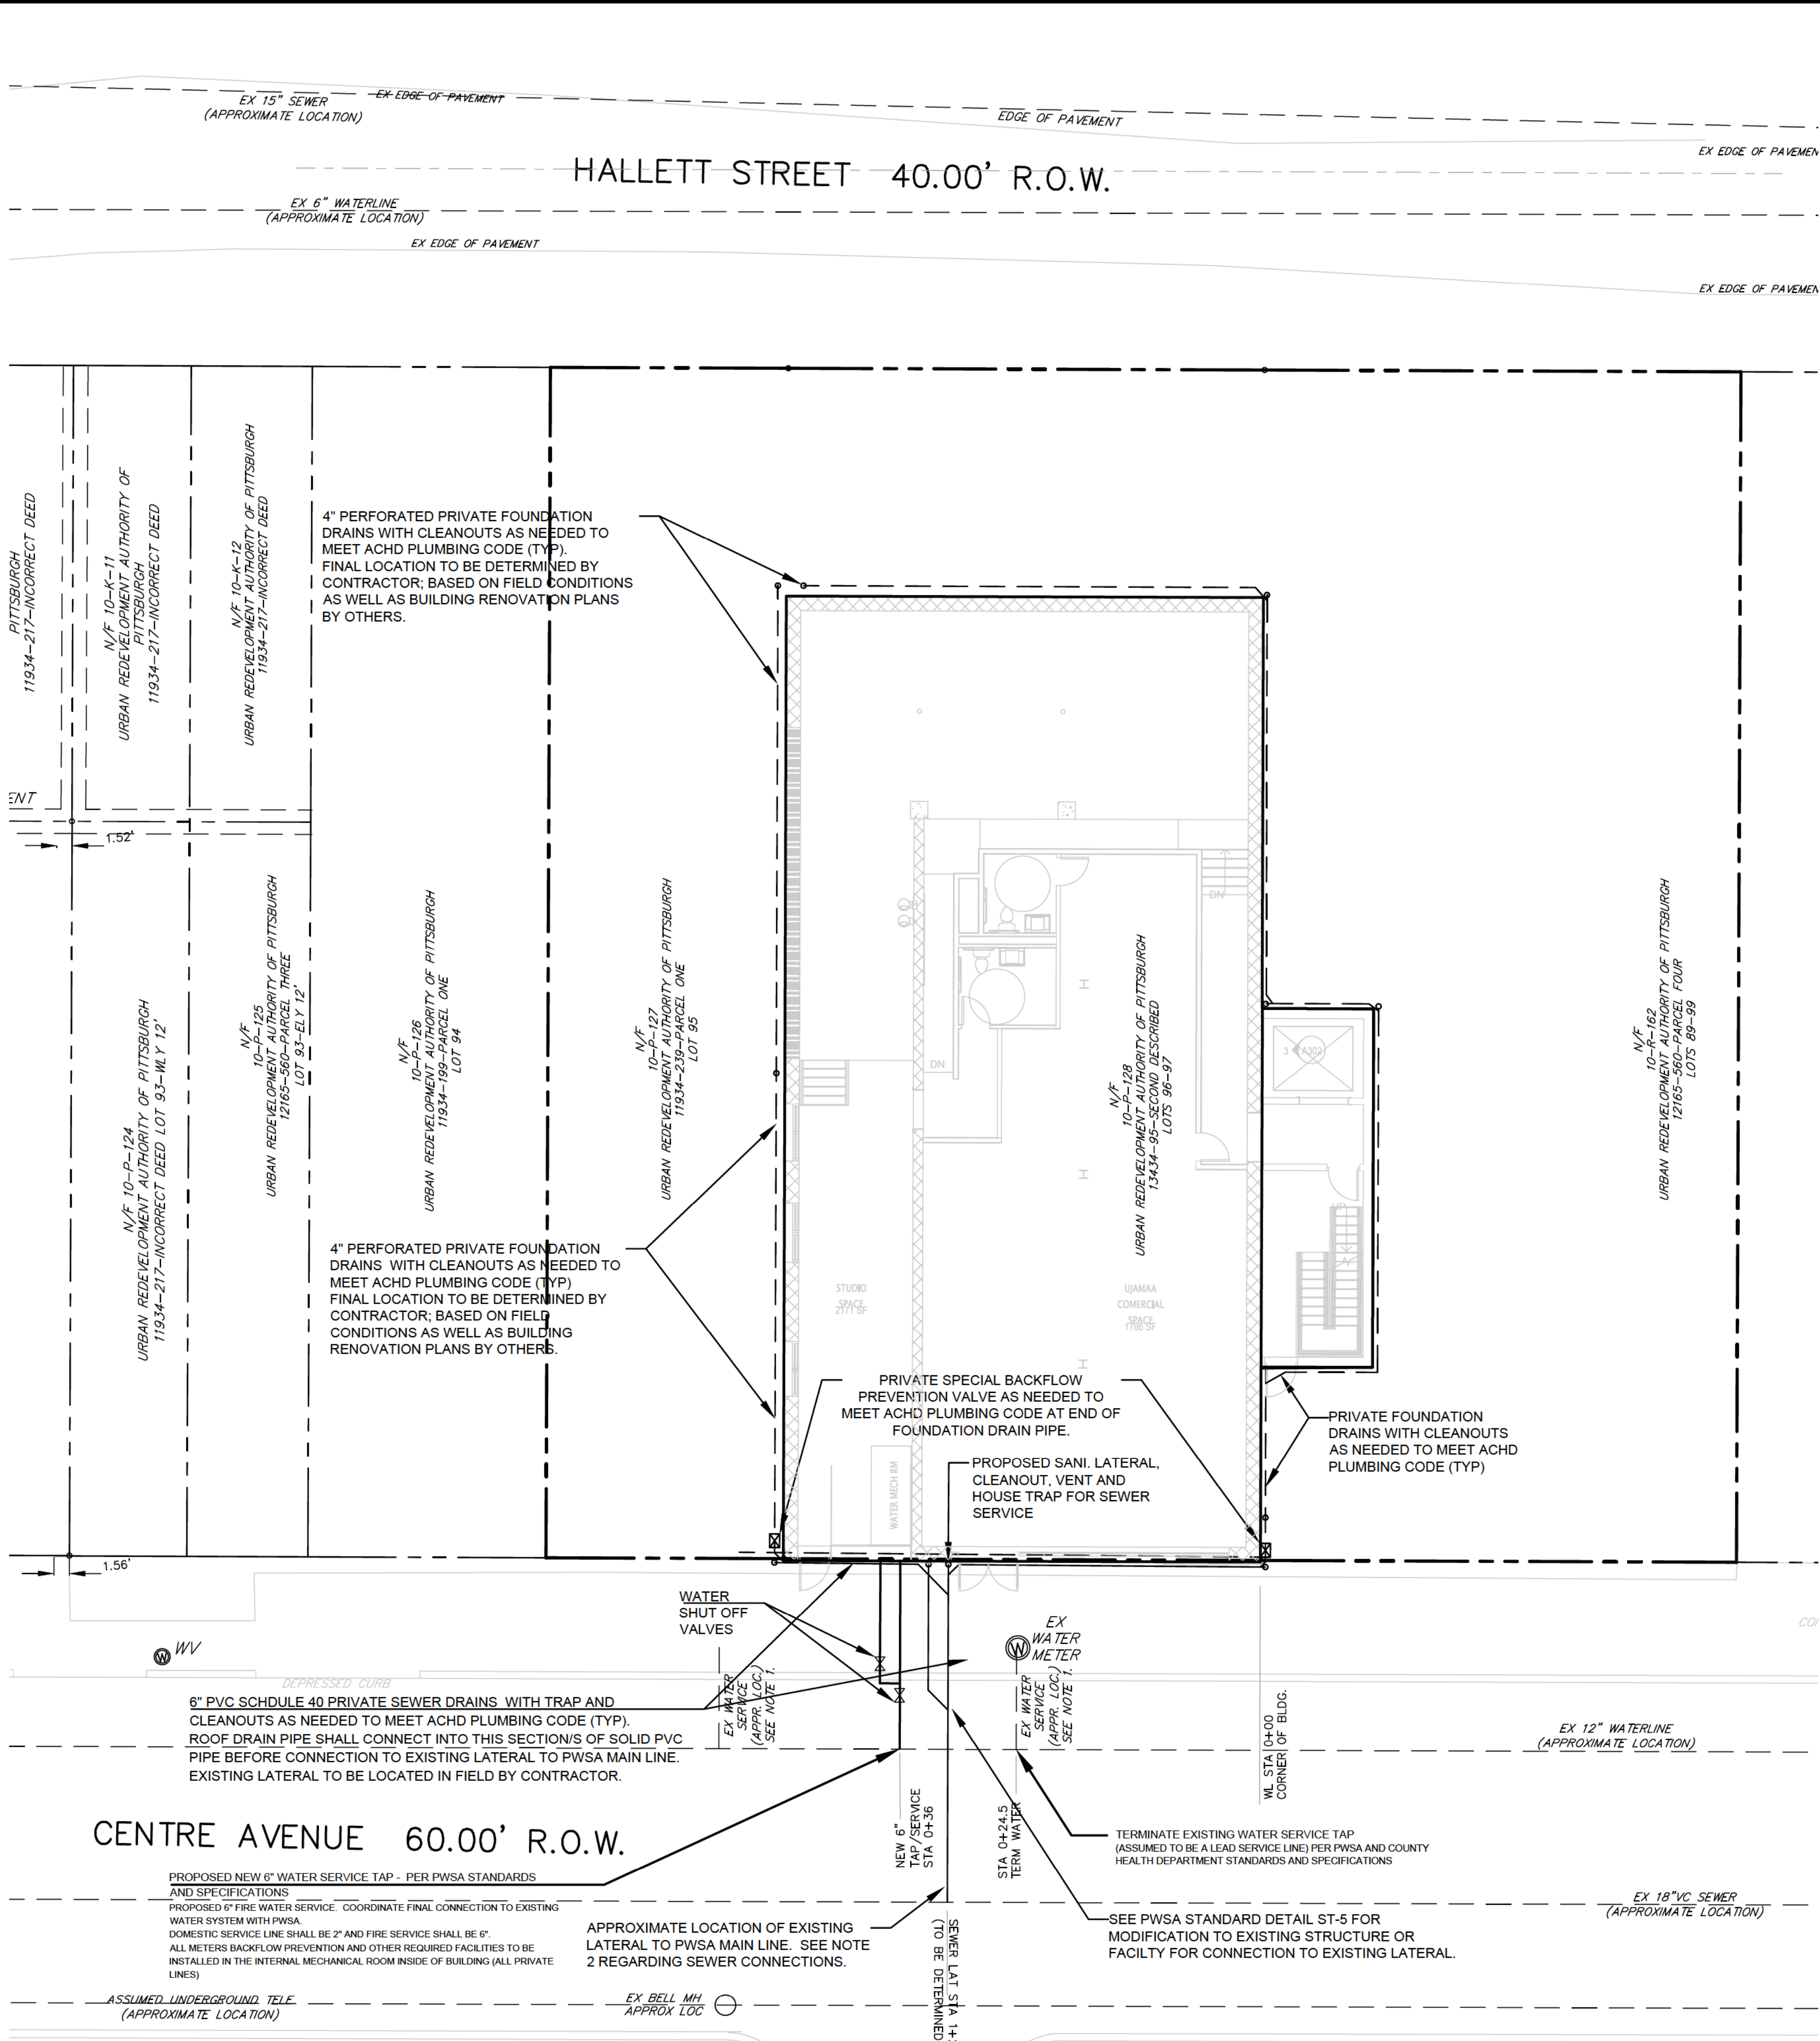 EX 15" SEWER
(APPROXIMATE LOCATION)
EX EDGE OF PAVEMENT
EDGE OF PAVEMENT
EX EDGE OF PAVEMEN
HALLETT STREET 40.00' R.O.W.
EX 6" WATERLINE
(APPROXIMATE LOCATION)
EX EDGE OF PAVEMENT
EX EDGE OF PAVEMEN
PITTSBURGH
11934-217-INCORRECT DEED
N/F 10-K-11
URBAN REDEVELOPMENT AUTHORITY OF
PITTSBURGH
11934-217-INCORRECT DEED
N/F 10-K-12
URBAN REDEVELOPMENT AUTHORITY OF PITTSBURGH
11934-217-INCORRECT DEED
4" PERFORATED PRIVATE FOUNDATION
DRAINS WITH CLEANOUTS AS NEEDED TO
MEET ACHD PLUMBING CODE (TYP).
FINAL LOCATION TO BE DETERMINED BY
CONTRACTOR; BASED ON FIELD CONDITIONS
AS WELL AS BUILDING RENOVATION PLANS
BY OTHERS.
ENT
1.52'
N/F 10-P-124
URBAN REDEVELOPMENT AUTHORITY OF PITTSBURGH
11934-217-INCORRECT DEED LOT 93-WLY 12'
N/F
10-P-125
URBAN REDEVELOPMENT AUTHORITY OF PITTSBURGH
12165-560-PARCEL THREE
LOT 93-ELY 12'
N/F
10-P-126
URBAN REDEVELOPMENT AUTHORITY OF PITTSBURGH
11934-199-PARCEL ONE
LOT 94
N/F
10-P-127
URBAN REDEVELOPMENT AUTHORITY OF PITTSBURGH
11934-239-PARCEL ONE
LOT 95
N/F
10-P-128
URBAN REDEVELOPMENT AUTHORITY OF PITTSBURGH
13434-95-SECOND DESCRIBED
LOTS 96-97
N/F
10-R-162
URBAN REDEVELOPMENT AUTHORITY OF PITTSBURGH
12165-560-PARCEL FOUR
LOTS 89-99
DN
DN
3
A302
UP
4" PERFORATED PRIVATE FOUNDATION
DRAINS WITH CLEANOUTS AS NEEDED TO
MEET ACHD PLUMBING CODE (TYP)
FINAL LOCATION TO BE DETERMINED BY
CONTRACTOR; BASED ON FIELD
CONDITIONS AS WELL AS BUILDING
RENOVATION PLANS BY OTHERS.
STUDIO
SPACE
2171 SF
UJAMAA
COMERCIAL
SPACE
1786 SF
PRIVATE SPECIAL BACKFLOW
PREVENTION VALVE AS NEEDED TO
MEET ACHD PLUMBING CODE AT END OF
FOUNDATION DRAIN PIPE.
PRIVATE FOUNDATION
DRAINS WITH CLEANOUTS
AS NEEDED TO MEET ACHD
PLUMBING CODE (TYP)
PROPOSED SANI. LATERAL,
CLEANOUT, VENT AND
HOUSE TRAP FOR SEWER
SERVICE
WATER MECH RM
1.56'
WATER
SHUT OFF
VALVES
W WV
DEPRESSED CURB
W
EX
WATER
METER
CON
EX WATER
SERVICE
(APPR. LOC.)
SEE NOTE 1.
EX WATER
SERVICE
(APPR. LOC.)
SEE NOTE 1.
WL STA 0+00
CORNER OF BLDG.
6" PVC SCHDULE 40 PRIVATE SEWER DRAINS WITH TRAP AND
CLEANOUTS AS NEEDED TO MEET ACHD PLUMBING CODE (TYP).
ROOF DRAIN PIPE SHALL CONNECT INTO THIS SECTION/S OF SOLID PVC
PIPE BEFORE CONNECTION TO EXISTING LATERAL TO PWSA MAIN LINE.
EXISTING LATERAL TO BE LOCATED IN FIELD BY CONTRACTOR.
EX 12" WATERLINE
(APPROXIMATE LOCATION)
CENTRE AVENUE 60.00' R.O.W.
NEW 6"
TAP/SERVICE
STA 0+36
STA 0+24.5
TERM WATER
TERMINATE EXISTING WATER SERVICE TAP
(ASSUMED TO BE A LEAD SERVICE LINE) PER PWSA AND COUNTY
HEALTH DEPARTMENT STANDARDS AND SPECIFICATIONS
PROPOSED NEW 6" WATER SERVICE TAP - PER PWSA STANDARDS
AND SPECIFICATIONS
PROPOSED 6" FIRE WATER SERVICE. COORDINATE FINAL CONNECTION TO EXISTING
WATER SYSTEM WITH PWSA.
DOMESTIC SERVICE LINE SHALL BE 2" AND FIRE SERVICE SHALL BE 6".
ALL METERS BACKFLOW PREVENTION AND OTHER REQUIRED FACILITIES TO BE
INSTALLED IN THE INTERNAL MECHANICAL ROOM INSIDE OF BUILDING (ALL PRIVATE
LINES)
EX 18"VC SEWER
(APPROXIMATE LOCATION)
APPROXIMATE LOCATION OF EXISTING
LATERAL TO PWSA MAIN LINE. SEE NOTE
2 REGARDING SEWER CONNECTIONS.
SEWER LAT STA 1+
(TO BE DETERMINED
SEE PWSA STANDARD DETAIL ST-5 FOR
MODIFICATION TO EXISTING STRUCTURE OR
FACILTY FOR CONNECTION TO EXISTING LATERAL.
ASSUMED UNDERGROUND TELE
(APPROXIMATE LOCATION)
EX BELL MH
APPROX LOC